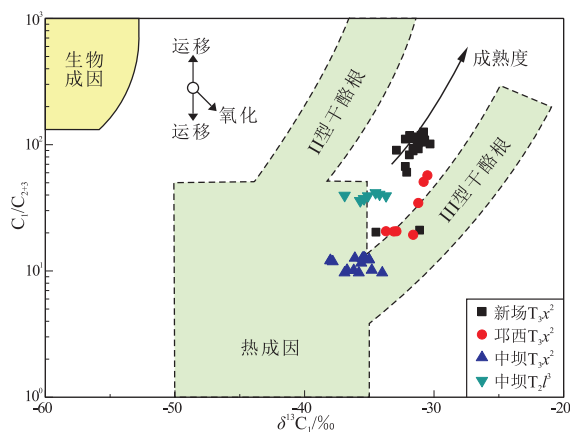 10³
10²
10¹
10⁰
C₁/C₂₊₃
-60
-50
-40
-30
-20
δ¹³C₁/‰
生物
成因
运移
氧化
运移
II型干酪根
成熟度
III型干酪根
热成因
新场T₃x²
邛西T₃x²
中坝T₃x²
中坝T₂l³